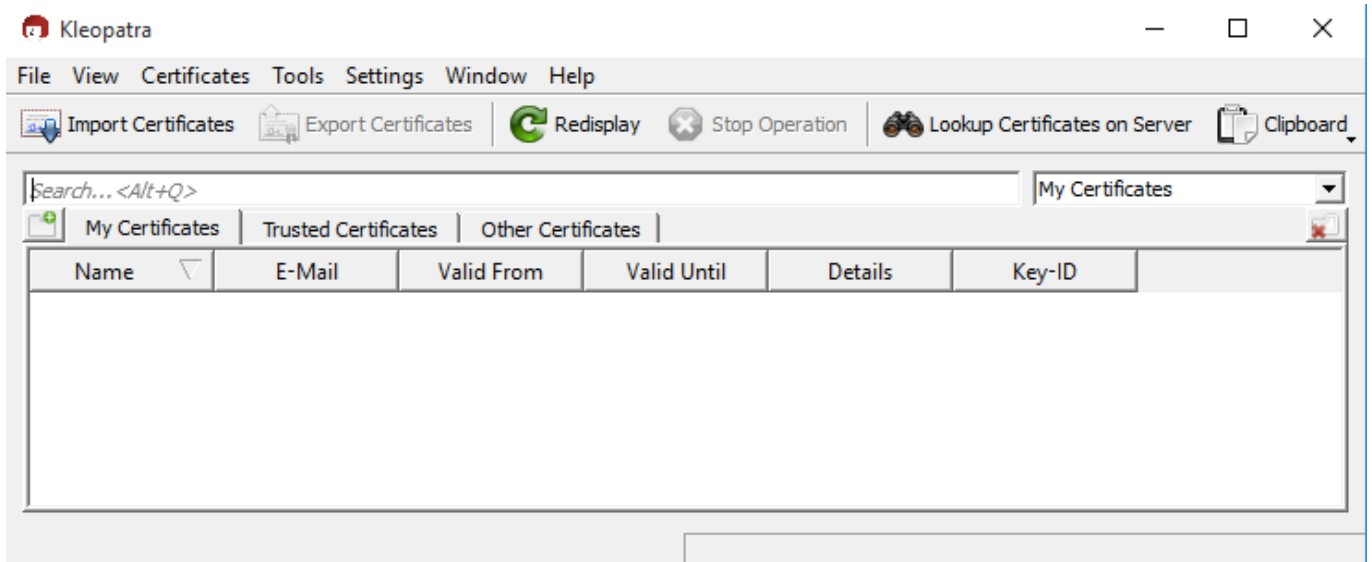 Kleopatra
File View Certificates Tools Settings Window Help
Import Certificates Export Certificates Redisplay Stop Operation Lookup Certificates on Server Clipboard
Search...<Alt+Q> My Certificates
My Certificates Trusted Certificates Other Certificates
Name E-Mail Valid From Valid Until Details Key-ID